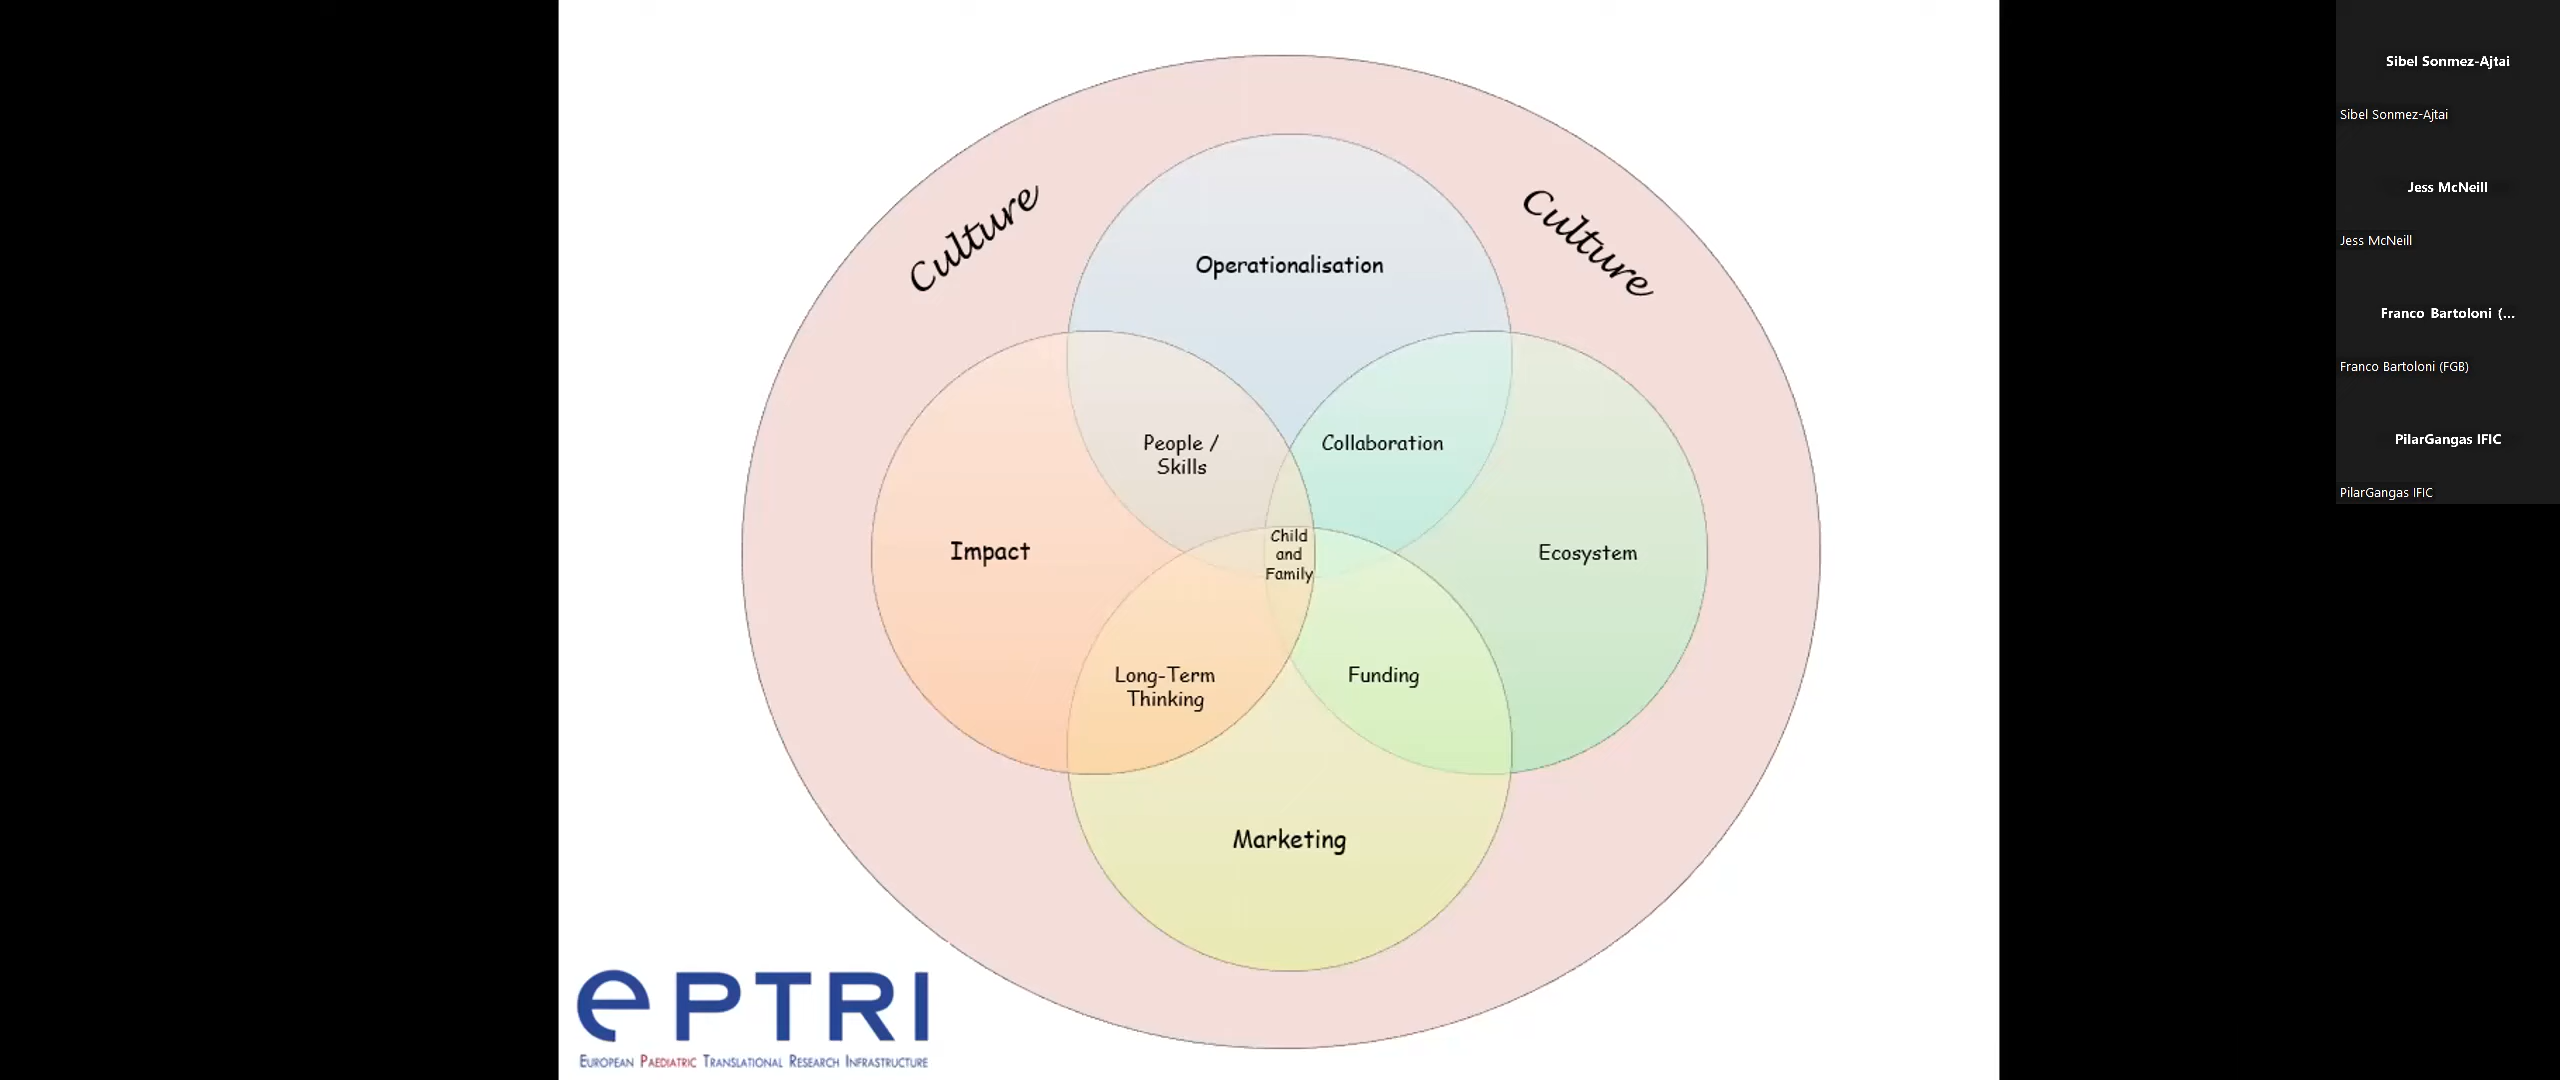 Culture
Culture
Operationalisation
People /
Skills
Collaboration
Impact
Child
and
Family
Ecosystem
Long-Term
Thinking
Funding
Marketing
ePTRI
European Paediatric Translational Research Infrastructure
Sibel Sonmez-Ajtai
Sibel Sonmez-Ajtai
Jess McNeill
Jess McNeill
Franco Bartoloni (...
Franco Bartoloni (FGB)
PilarGangas IFIC
PilarGangas IFIC